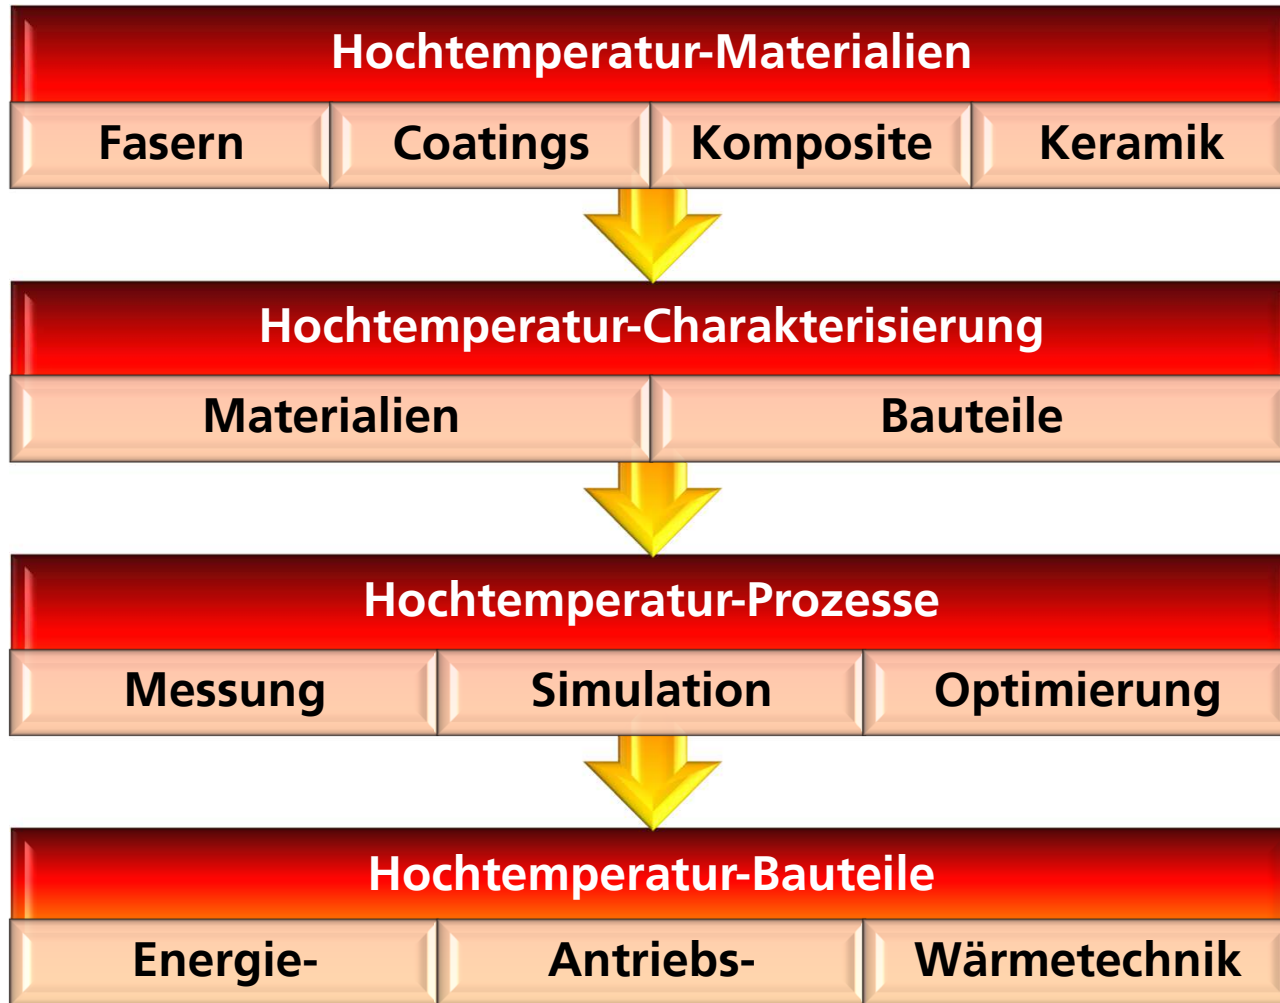 Hochtemperatur-Materialien
Fasern Coatings Komposite Keramik
Hochtemperatur-Charakterisierung
Materialien Bauteile
Hochtemperatur-Prozesse
Messung Simulation Optimierung
Hochtemperatur-Bauteile
Energie- Antriebs- Wärmetechnik